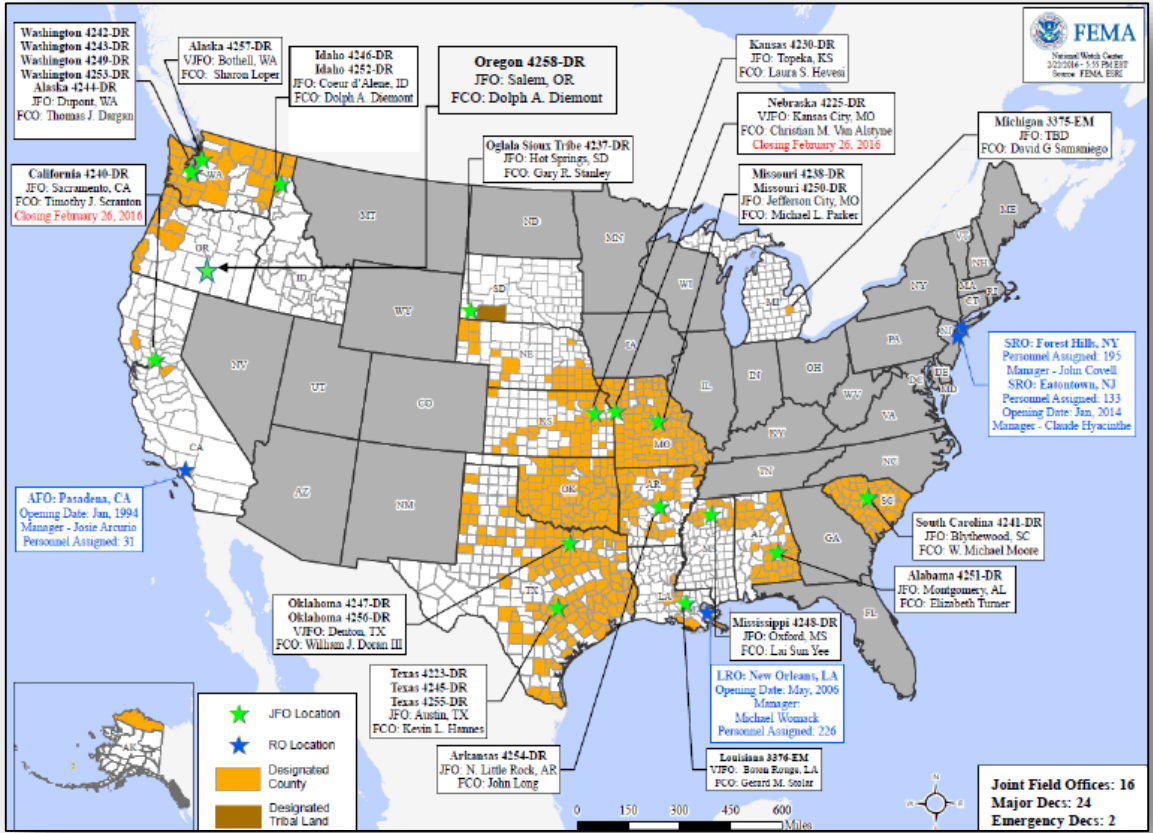 Washington 4242-DR
Washington 4243-DR
Washington 4249-DR
Washington 4253-DR
Alaska 4244-DR
JFO: Dupont, WA
FCO: Thomas J. Dargan
Alaska 4257-DR
VJFO: Bothell, WA
FCO: Sharon Loper
Idaho 4246-DR
Idaho 4252-DR
JFO: Coeur d'Alene, ID
FCO: Dolph A. Diemont
Oregon 4258-DR
JFO: Salem, OR
FCO: Dolph A. Diemont
Kansas 4230-DR
JFO: Topeka, KS
FCO: Laura S. Hevesi
FEMA
National Watch Center
2/22/2016 - 5:55 PM EST
Source: FEMA, ESRI
Nebraska 4225-DR
VJFO: Kansas City, MO
FCO: Christian M. Van Alstyne
Closing February 26, 2016
Michigan 3375-EM
JFO: TBD
FCO: David G Samaniego
Oglala Sioux Tribe 4237-DR
JFO: Hot Springs, SD
FCO: Gary R. Stanley
Missouri 4238-DR
Missouri 4250-DR
JFO: Jefferson City, MO
FCO: Michael L. Parker
California 4240-DR
JFO: Sacramento, CA
FCO: Timothy J. Scranton
Closing February 26, 2016
WA
MT
ND
MN
ME
VT
NH
OR
ID
SD
WI
MI
NY
MA
CT
RI
WY
IA
PA
NJ
NE
NV
UT
CO
IL
IN
OH
DC
DE
MD
WV
VA
KS
MO
KY
CA
AZ
NM
OK
AR
TN
NC
SC
MS
AL
GA
TX
LA
FL
AK
SRO: Forest Hills, NY
Personnel Assigned: 195
Manager - John Covell
SRO: Eatontown, NJ
Personnel Assigned: 133
Opening Date: Jan, 2014
Manager - Claude Hyacinthe
AFO: Pasadena, CA
Opening Date: Jan, 1994
Manager - Josie Arcurio
Personnel Assigned: 31
South Carolina 4241-DR
JFO: Blythewood, SC
FCO: W. Michael Moore
Alabama 4251-DR
JFO: Montgomery, AL
FCO: Elizabeth Turner
Oklahoma 4247-DR
Oklahoma 4256-DR
VJFO: Denton, TX
FCO: William J. Doran III
Mississippi 4248-DR
JFO: Oxford, MS
FCO: Lai Sun Yee
Texas 4223-DR
Texas 4245-DR
Texas 4255-DR
JFO: Austin, TX
FCO: Kevin L. Hannes
LRO: New Orleans, LA
Opening Date: May, 2006
Manager:
Michael Womack
Personnel Assigned: 226
Arkansas 4254-DR
JFO: N. Little Rock, AR
FCO: John Long
Louisiana 3376-EM
VJFO: Baton Rouge, LA
FCO: Gerard M. Stolar
JFO Location
RO Location
Designated
County
Designated
Tribal Land
0 150 300 450 600
Miles
N
W
E
S
Joint Field Offices: 16
Major Decs: 24
Emergency Decs: 2